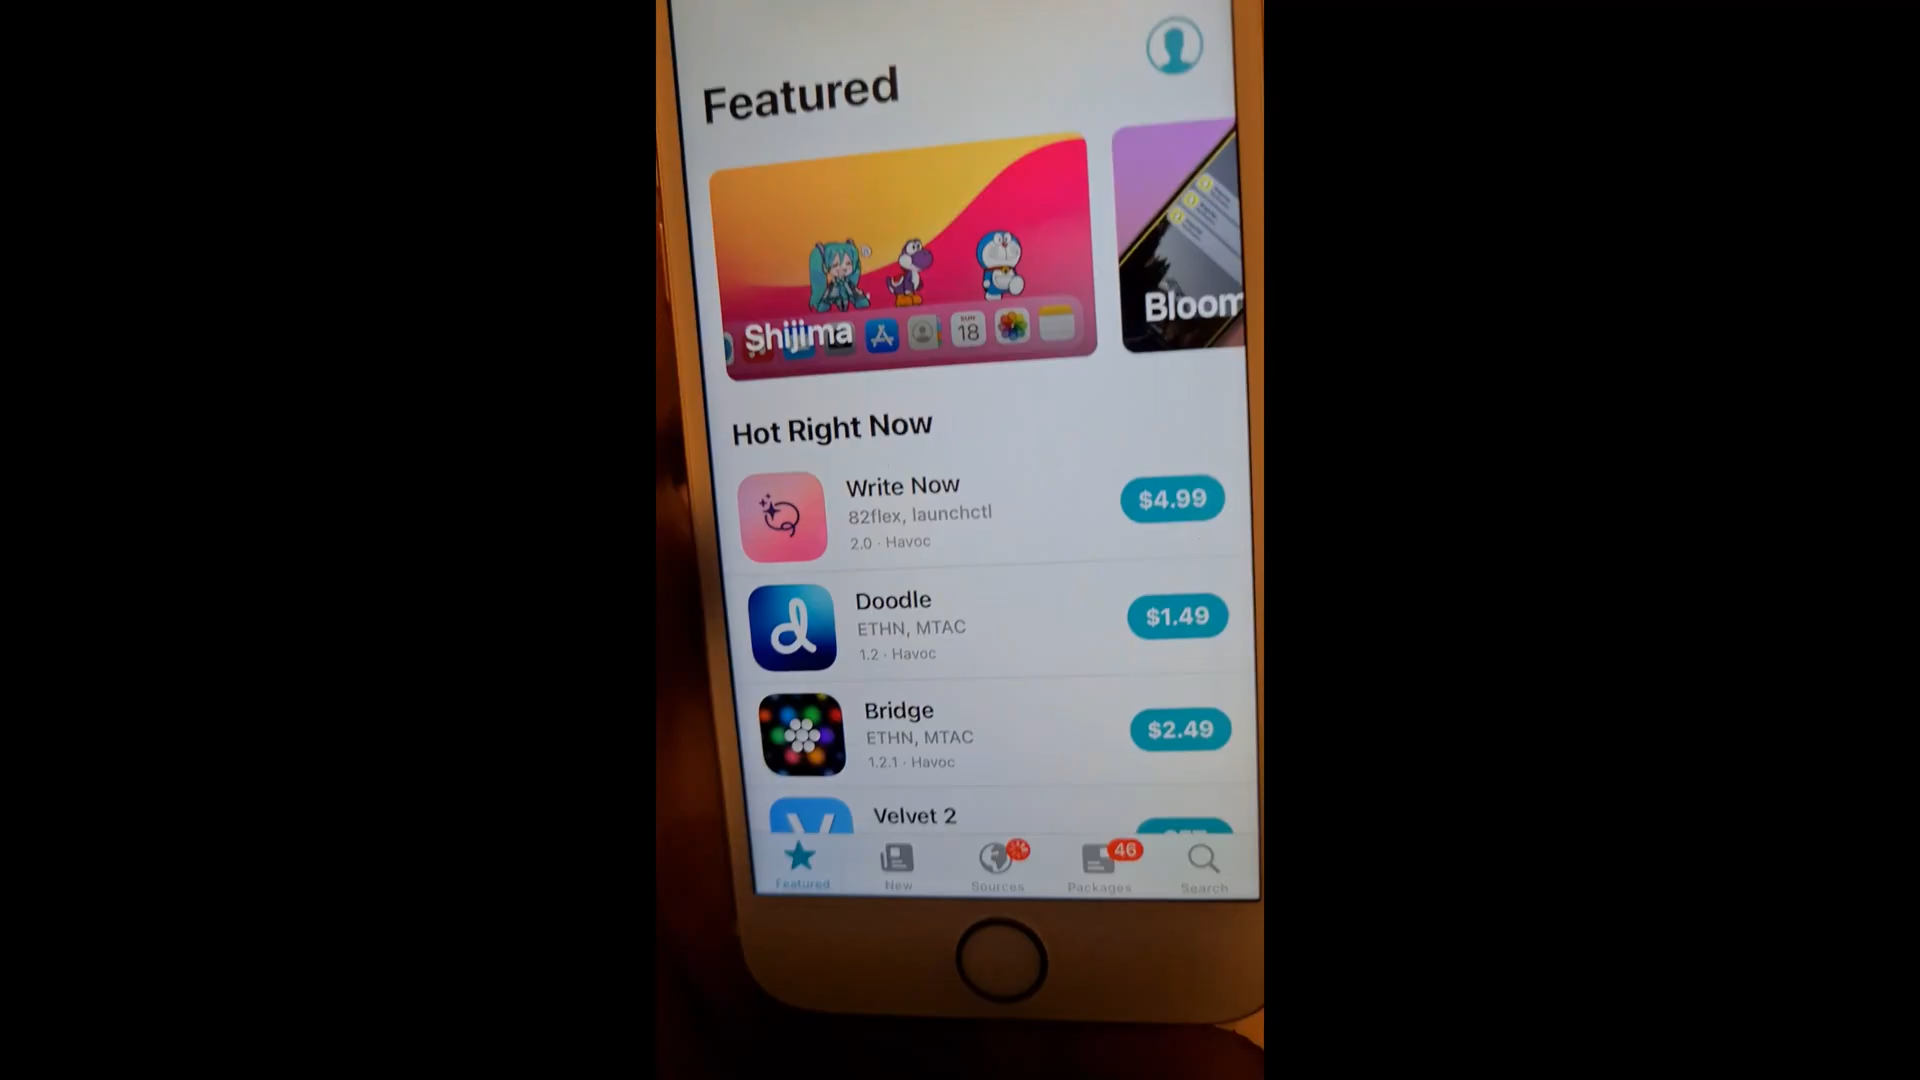 Featured
Shijima
SUN
18
Bloom
Hot Right Now
Write Now
82flex, launchctl
2.0 · Havoc
$4.99
Doodle
ETHN, MTAC
1.2 · Havoc
$1.49
Bridge
ETHN, MTAC
1.2.1 · Havoc
$2.49
Velvet 2
46
Featured
New
Sources
Packages
Search